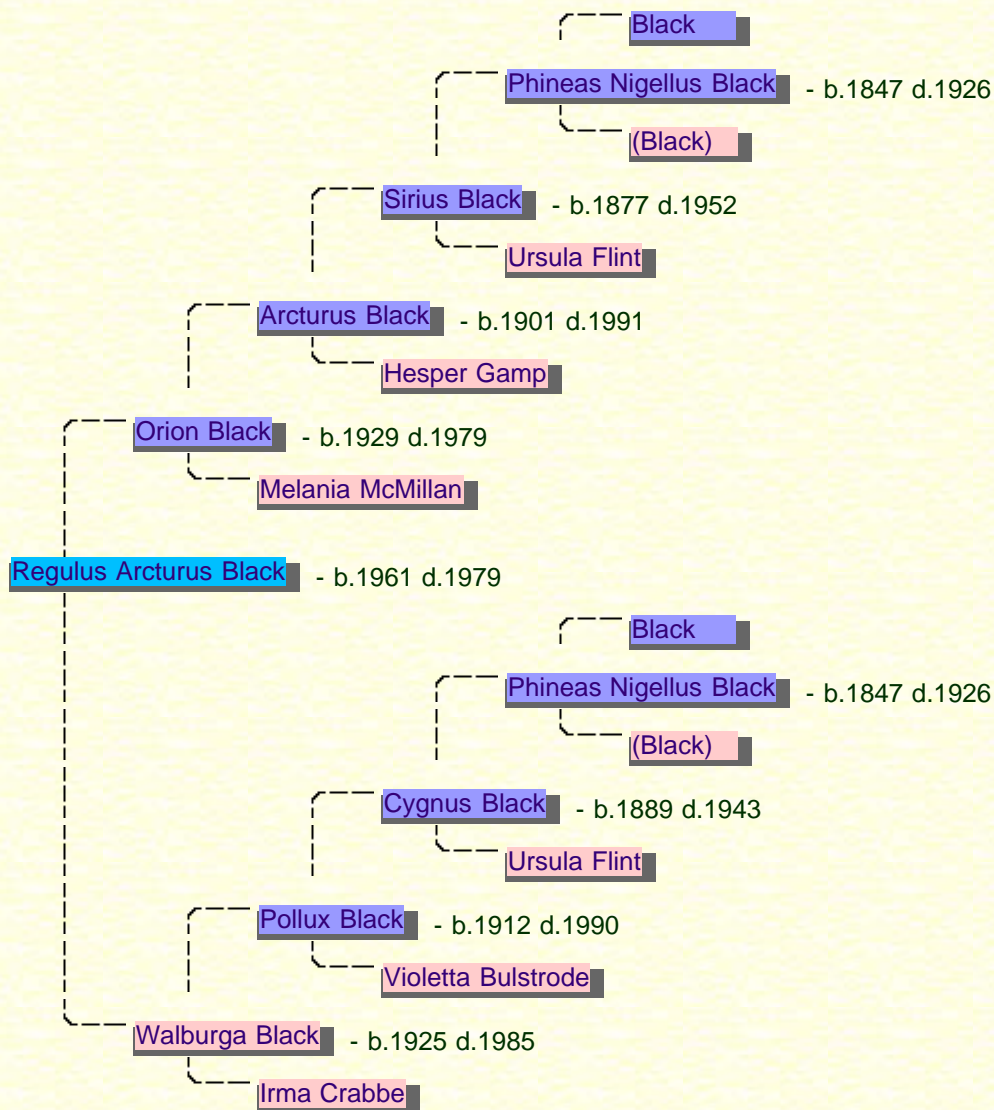 Black
Phineas Nigellus Black - b.1847 d.1926
(Black)
Sirius Black - b.1877 d.1952
Ursula Flint
Arcturus Black - b.1901 d.1991
Hesper Gamp
Orion Black - b.1929 d.1979
Melania McMillan
Regulus Arcturus Black - b.1961 d.1979
Black
Phineas Nigellus Black - b.1847 d.1926
(Black)
Cygnus Black - b.1889 d.1943
Ursula Flint
Pollux Black - b.1912 d.1990
Violetta Bulstrode
Walburga Black - b.1925 d.1985
Irma Crabbe